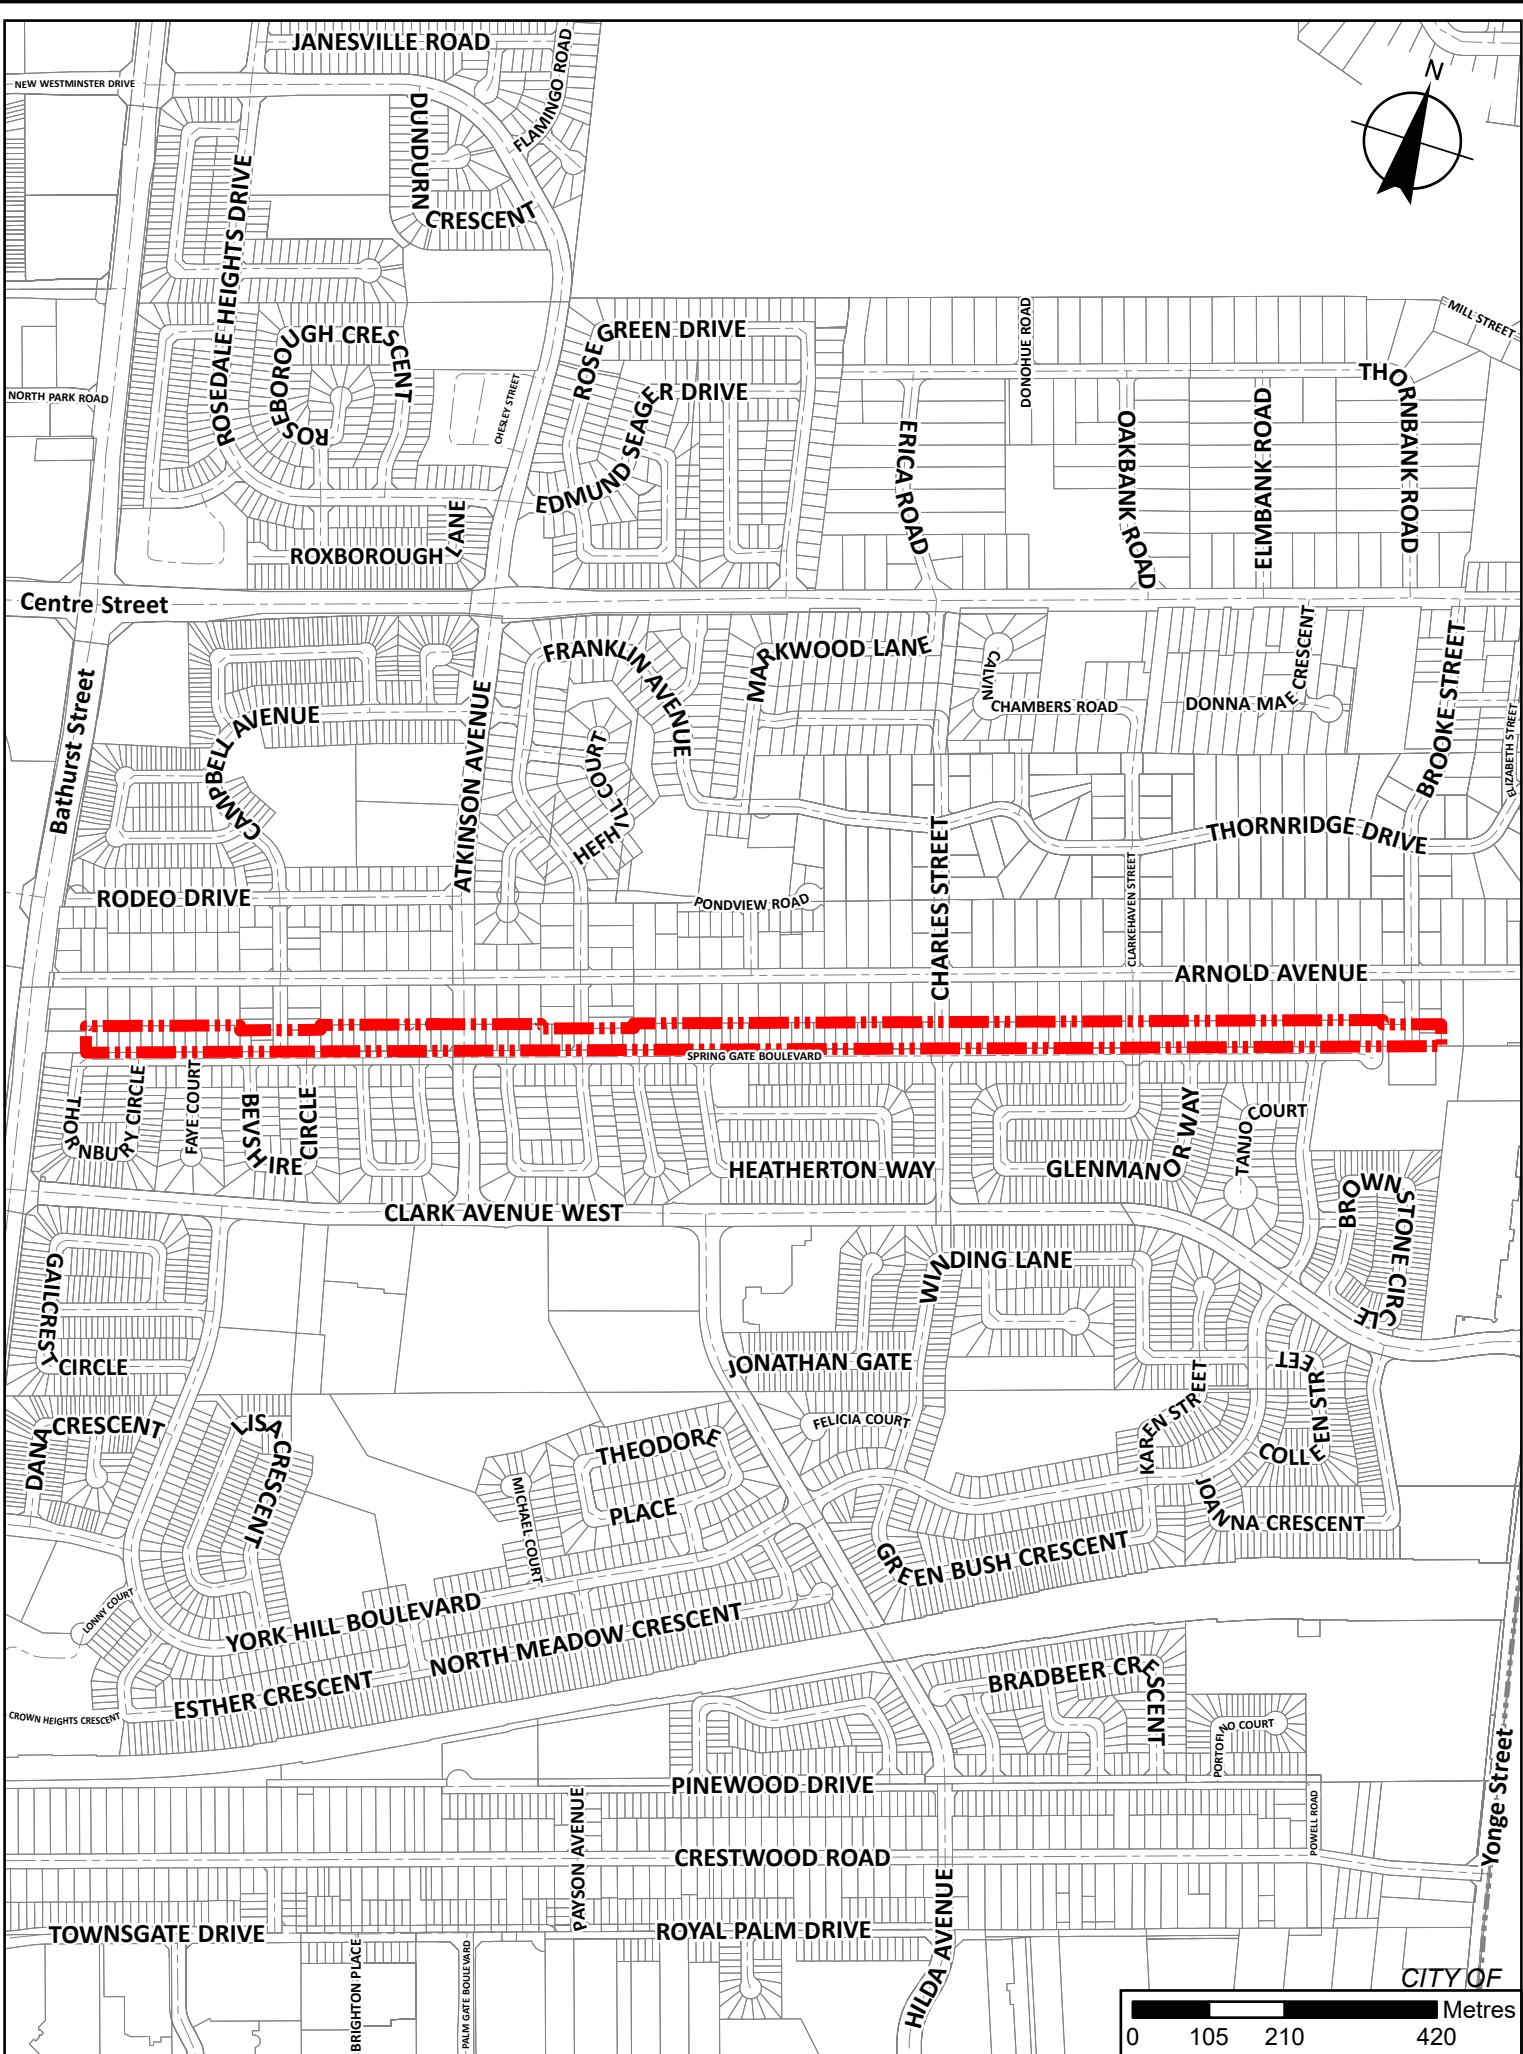 JANESVILLE ROAD
FLAMINGO ROAD
NEW WESTMINSTER DRIVE
N
DUNDURN
CRESCENT
ROSEDALE HEIGHTS DRIVE
MILL STREET
ROSEBOROUGH CRESCENT
ROSE GREEN DRIVE
DONOHUE ROAD
NORTH PARK ROAD
CHESLEY STREET
EDMUND SEAGER DRIVE
THORNBANK ROAD
ERICA ROAD
OAKBANK ROAD
ELMBANK ROAD
ROXBOROUGH LANE
Centre Street
Bathurst Street
FRANKLIN AVENUE
MARKWOOD LANE
CALVIN
CHAMBERS ROAD
DONNA MAE CRESCENT
BROOKE STREET
ELIZABETH STREET
CAMPBELL AVENUE
ATKINSON AVENUE
HEFHILL COURT
THORNRIDGE DRIVE
CHARLES STREET
CLARKEHAVEN STREET
RODEO DRIVE
PONDVIEW ROAD
ARNOLD AVENUE
SPRING GATE BOULEVARD
THORNBURY CIRCLE
FAYE COURT
BEVSHIRE CIRCLE
HEATHERTON WAY
GLENMANOR WAY
TANJO COURT
BROWNSTONE CIRCLE
CLARK AVENUE WEST
GAILCREST
CIRCLE
WINDING LANE
JONATHAN GATE
DANA CRESCENT
LISA CRESCENT
THEODORE
PLACE
FELICIA COURT
KAREN STREET
COLLEEN STREET
MICHAEL COURT
JOANNA CRESCENT
GREEN BUSH CRESCENT
LONNY COURT
YORK HILL BOULEVARD
NORTH MEADOW CRESCENT
ESTHER CRESCENT
CROWN HEIGHTS CRESCENT
BRADBEER CRESCENT
PORTOFINO COURT
PINEWOOD DRIVE
PAYSON AVENUE
POWELL ROAD
Yonge Street
CRESTWOOD ROAD
TOWNSGATE DRIVE
ROYAL PALM DRIVE
HILDA AVENUE
BRIGHTON PLACE
PALM GATE BOULEVARD
CITY OF
Metres
0 105 210 420